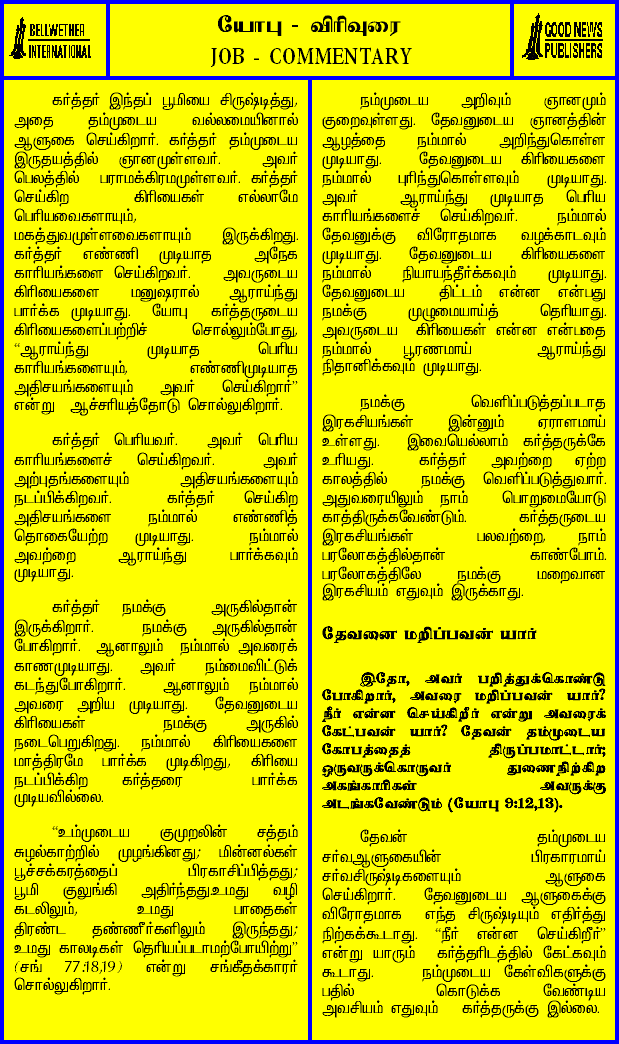 BELLWETHER
INTERNATIONAL
யோபு - விரிவுரை
JOB - COMMENTARY
GOOD NEWS
PUBLISHERS
கர்த்தர் இந்தப் பூமியை சிருஷ்டித்து,
அதை தம்முடைய வல்லமையினால்
ஆளுகை செய்கிறார். கர்த்தர் தம்முடைய
இருதயத்தில் ஞானமுள்ளவர். அவர்
பெலத்தில் பராக்கிரமமுள்ளவர். கர்த்தர்
செய்கிற கிரியைகள் எல்லாமே
பெரியவைகளாயும்,
மகத்துவமுள்ளவைகளாயும் இருக்கிறது.
கர்த்தர் எண்ணி முடியாத அநேக
காரியங்களை செய்கிறவர். அவருடைய
கிரியைகளை மனுஷரால் ஆராய்ந்து
பார்க்க முடியாது. யோபு கர்த்தருடைய
கிரியைகளைப்பற்றிச் சொல்லும்போது,
“ஆராய்ந்து முடியாத பெரிய
காரியங்களையும், எண்ணிமுடியாத
அதிசயங்களையும் அவர் செய்கிறார்”
என்று ஆச்சரியத்தோடு சொல்லுகிறார்.
கர்த்தர் பெரியவர். அவர் பெரிய
காரியங்களைச் செய்கிறவர். அவர்
அற்புதங்களையும் அதிசயங்களையும்
நடப்பிக்கிறவர். கர்த்தர் செய்கிற
அதிசயங்களை நம்மால் எண்ணித்
தொகையேற்ற முடியாது. நம்மால்
அவற்றை ஆராய்ந்து பார்க்கவும்
முடியாது.
கர்த்தர் நமக்கு அருகில்தான்
இருக்கிறார். நமக்கு அருகில்தான்
போகிறார். ஆனாலும் நம்மால் அவரைக்
காணமுடியாது. அவர் நம்மைவிட்டுக்
கடந்துபோகிறார். ஆனாலும் நம்மால்
அவரை அறிய முடியாது. தேவனுடைய
கிரியைகள் நமக்கு அருகில்
நடைபெறுகிறது. நம்மால் கிரியைகளை
மாத்திரமே பார்க்க முடிகிறது, கிரியை
நடப்பிக்கிற கர்த்தரை பார்க்க
முடியவில்லை.
“உம்முடைய குமுறலின் சத்தம்
சுழல்காற்றில் முழங்கினது; மின்னல்கள்
பூச்சக்கரத்தைப் பிரகாசிப்பித்தது;
பூமி குலுங்கி அதிர்ந்தது.உமது வழி
கடலிலும், உமது பாதைகள்
திரண்ட தண்ணீர்களிலும் இருந்தது;
உமது காலடிகள் தெரியப்படாமற்போயிற்று”
(சங் 77:18,19) என்று சங்கீதக்காரர்
சொல்லுகிறார்.
நம்முடைய அறிவும் ஞானமும்
குறைவுள்ளது. தேவனுடைய ஞானத்தின்
ஆழத்தை நம்மால் அறிந்துகொள்ள
முடியாது. தேவனுடைய கிரியைகளை
நம்மால் புரிந்துகொள்ளவும் முடியாது.
அவர் ஆராய்ந்து முடியாத பெரிய
காரியங்களைச் செய்கிறவர். நம்மால்
தேவனுக்கு விரோதமாக வழக்காடவும்
முடியாது. தேவனுடைய கிரியைகளை
நம்மால் நியாயந்தீர்க்கவும் முடியாது.
தேவனுடைய திட்டம் என்ன என்பது
நமக்கு முழுமையாய்த் தெரியாது.
அவருடைய கிரியைகள் என்ன என்பதை
நம்மால் பூரணமாய் ஆராய்ந்து
நிதானிக்கவும் முடியாது.
நமக்கு வெளிப்படுத்தப்படாத
இரகசியங்கள் இன்னும் ஏராளமாய்
உள்ளது. இவையெல்லாம் கர்த்தருக்கே
உரியது. கர்த்தர் அவற்றை ஏற்ற
காலத்தில் நமக்கு வெளிப்படுத்துவார்.
அதுவரையிலும் நாம் பொறுமையோடு
காத்திருக்கவேண்டும். கர்த்தருடைய
இரகசியங்கள் பலவற்றை, நாம்
பரலோகத்தில்தான் காண்போம்.
பரலோகத்திலே நமக்கு மறைவான
இரகசியம் எதுவும் இருக்காது.
தேவனை மறிப்பவன் யார்
இதோ, அவர் பறித்துக்கொண்டு
போகிறார், அவரை மறிப்பவன் யார்?
நீர் என்ன செய்கிறீர் என்று அவரைக்
கேட்பவன் யார்? தேவன் தம்முடைய
கோபத்தைத் திருப்பமாட்டார்;
ஒருவருக்கொருவர் துணைநிற்கிற
அகங்காரிகள் அவருக்கு
அடங்கவேண்டும் (யோபு 9:12,13).
தேவன் தம்முடைய
சர்வஆளுகையின் பிரகாரமாய்
சர்வசிருஷ்டிகளையும் ஆளுகை
செய்கிறார். தேவனுடைய ஆளுகைக்கு
விரோதமாக எந்த சிருஷ்டியும் எதிர்த்து
நிற்கக்கூடாது. “நீர் என்ன செய்கிறீர்”
என்று யாரும் கர்த்தரிடத்தில் கேட்கவும்
கூடாது. நம்முடைய கேள்விகளுக்கு
பதில் கொடுக்க வேண்டிய
அவசியம் எதுவும் கர்த்தருக்கு இல்லை.